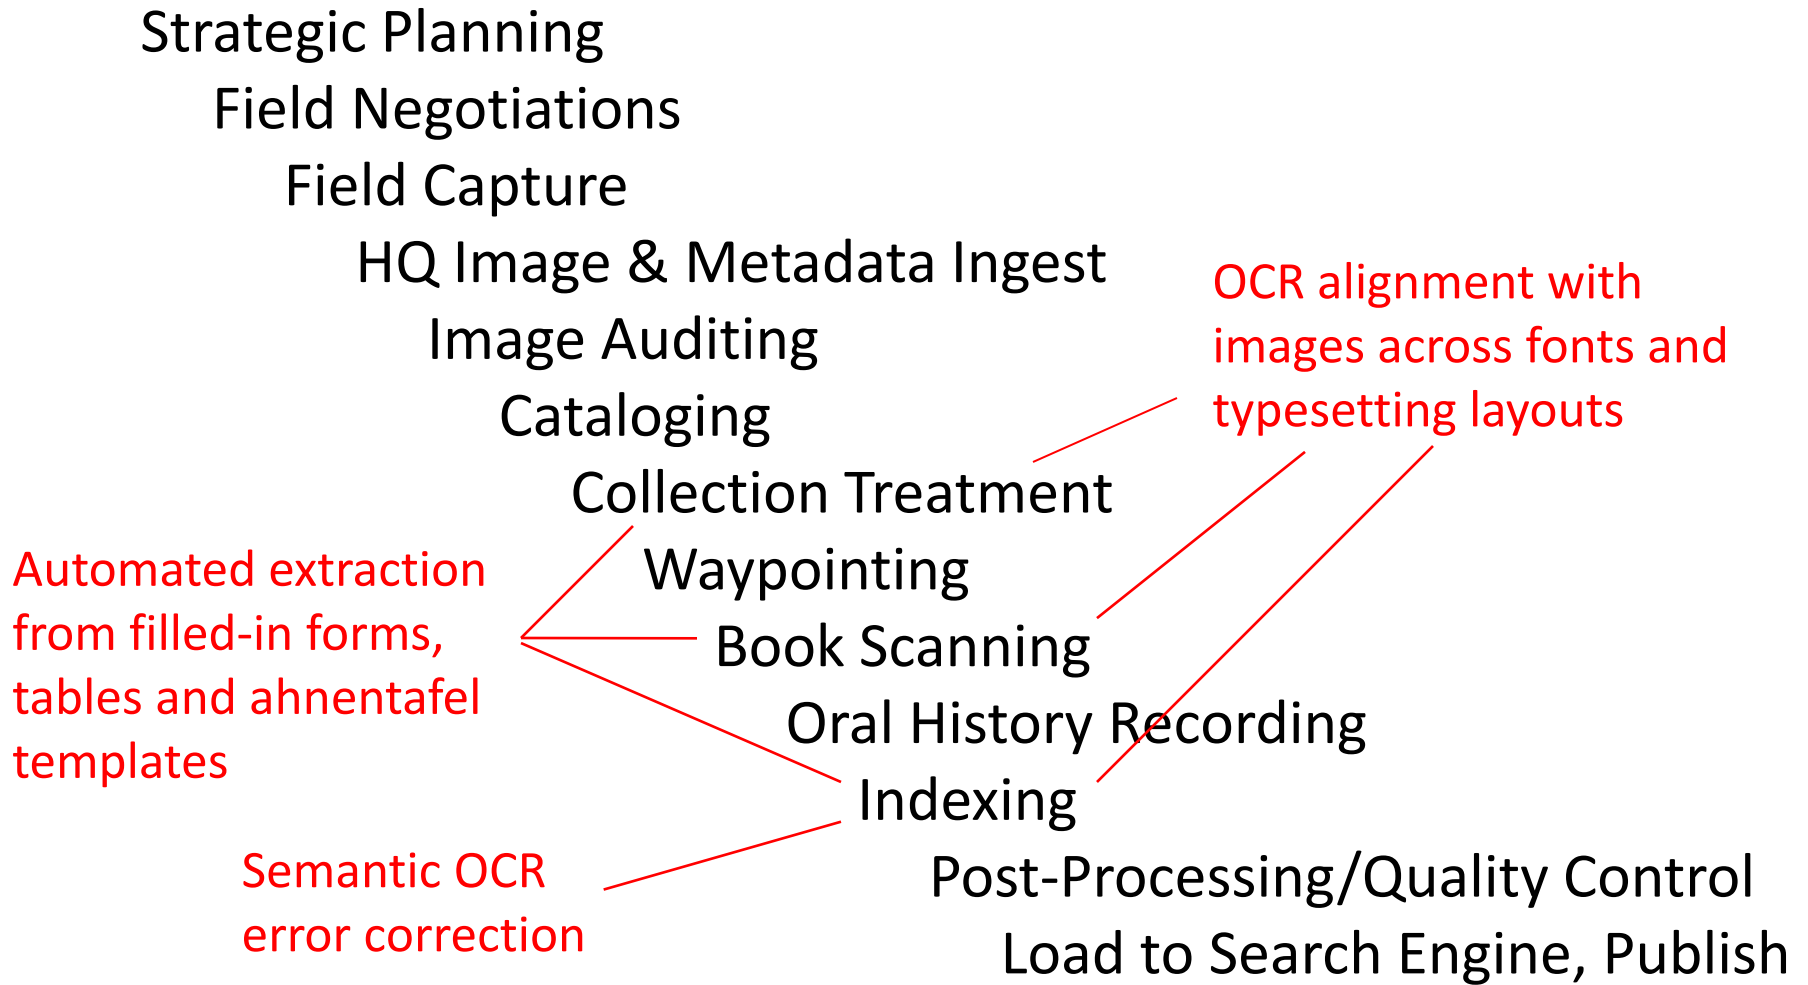 Strategic Planning
Field Negotiations
Field Capture
HQ Image & Metadata Ingest
Image Auditing
Cataloging
Collection Treatment
Waypointing
Book Scanning
Oral History Recording
Indexing
Post-Processing/Quality Control
Load to Search Engine, Publish
OCR alignment with
images across fonts and
typesetting layouts
Automated extraction
from filled-in forms,
tables and ahnentafel
templates
Semantic OCR
error correction